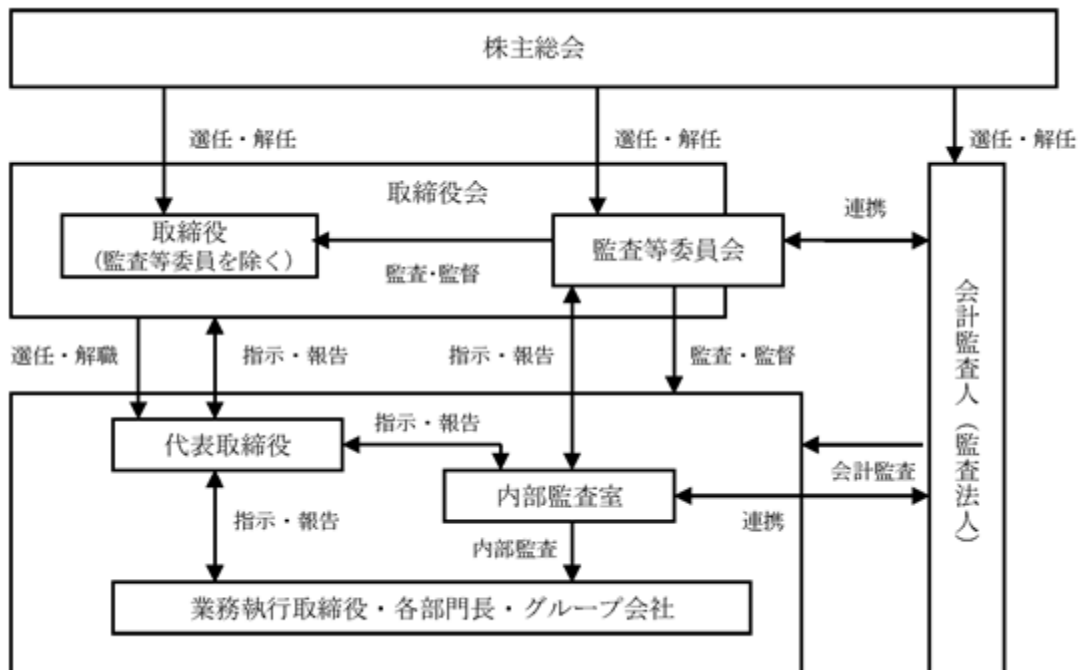 株主総会
選任・解任
選任・解任
選任・解任
取締役会
連携
取締役
（監査等委員を除く）
監査等委員会
監査・監督
会計監査人（監査法人）
選任・解職
指示・報告
指示・報告
監査・監督
指示・報告
代表取締役
会計監査
内部監査室
指示・報告
連携
内部監査
業務執行取締役・各部門長・グループ会社